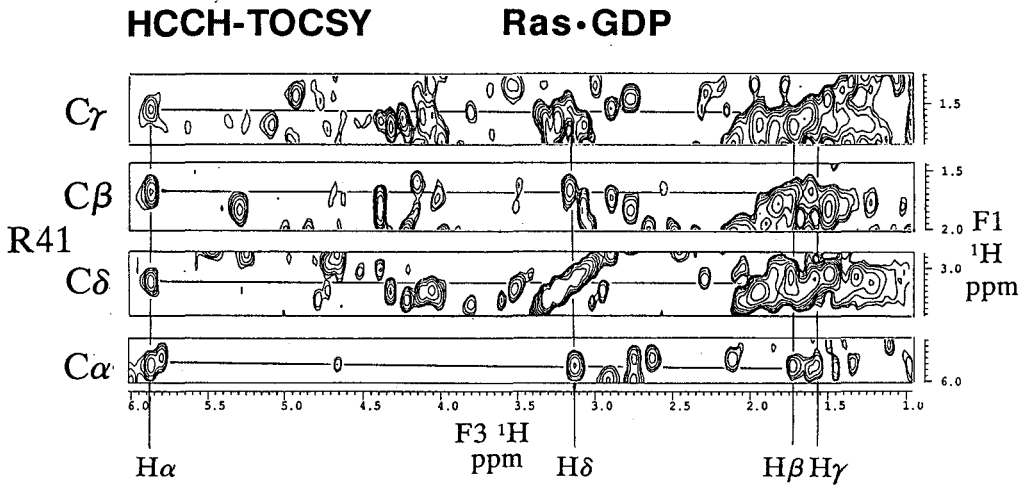 HCCH-TOCSY Ras•GDP
Cγ 1.5
Cβ 1.5
2.0 F1
R41
¹H
Cδ 3.0
ppm
Cα
6.0
6.0 5.5 5.0 4.5 4.0 3.5 3.0 2.5 2.0 1.5 1.0
F3 ¹H
ppm
Hα Hδ Hβ Hγ